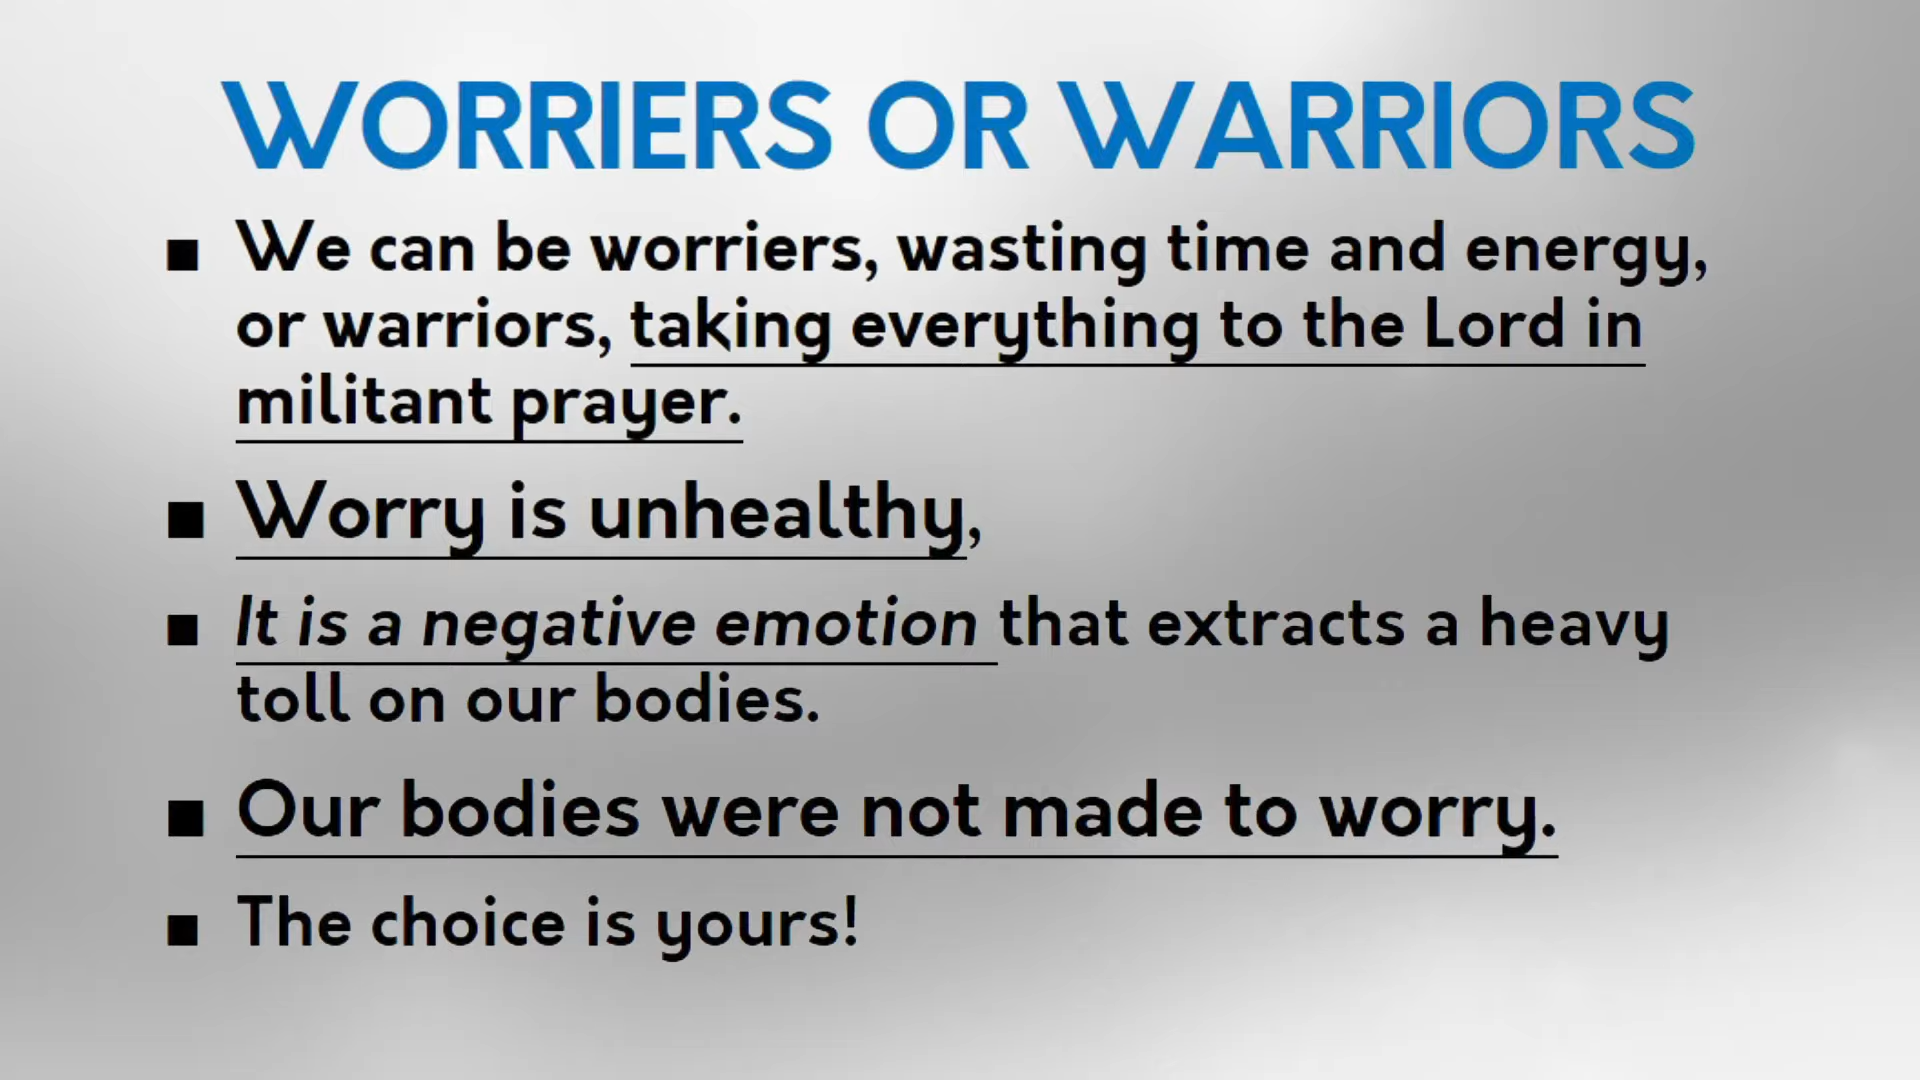 WORRIERS OR WARRIORS
■ We can be worriers, wasting time and energy,
or warriors, taking everything to the Lord in
militant prayer.
■ Worry is unhealthy,
■ It is a negative emotion that extracts a heavy
toll on our bodies.
■ Our bodies were not made to worry.
■ The choice is yours!